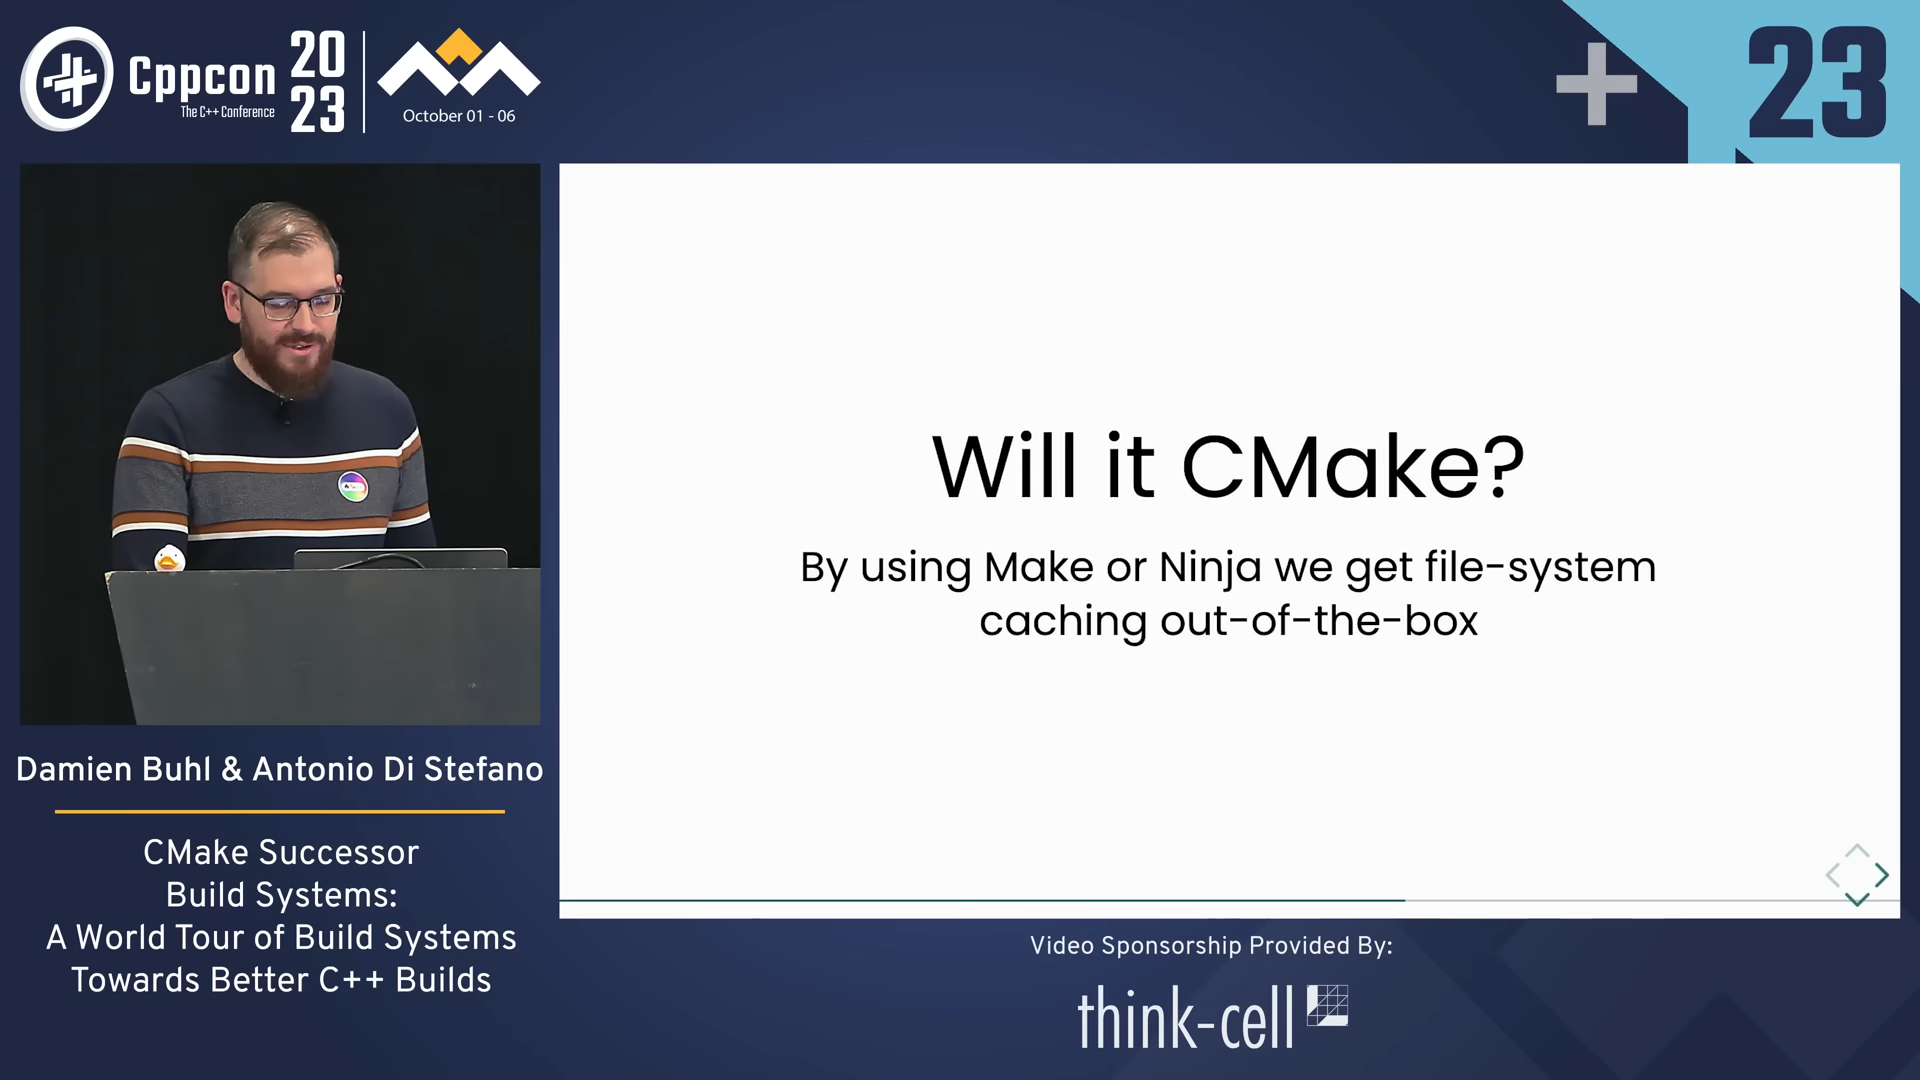 Cppcon
The C++ Conference
20
23
October 01 - 06
+ 23
Will it CMake?
By using Make or Ninja we get file-system
caching out-of-the-box
Damien Buhl & Antonio Di Stefano
CMake Successor
Build Systems:
A World Tour of Build Systems
Towards Better C++ Builds
Video Sponsorship Provided By:
think-cell